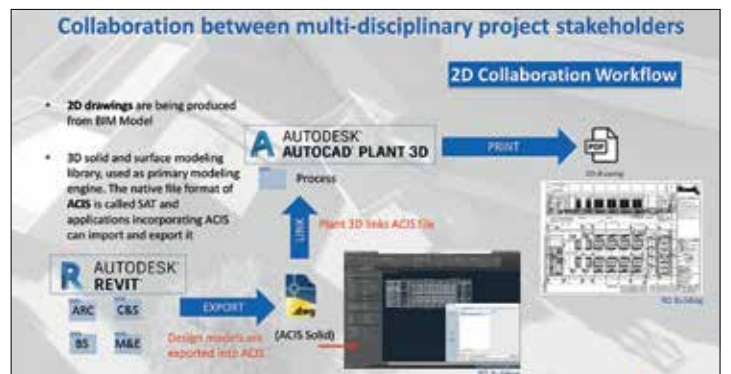 Collaboration between multi-disciplinary project stakeholders
2D Collaboration Workflow
• 2D drawings are being produced
from BIM Model
• 3D solid and surface modeling
library, used as primary modeling
engine. The native file format of
ACIS is called SAT and
applications incorporating ACIS
can import and export it
A AUTODESK
AUTOCAD PLANT 3D
Process
PRINT
PDF
2D drawing
LINK
Plant 3D links ACIS file
R AUTODESK
REVIT
ARC C&S
BS M&E
EXPORT
Design models are
exported into ACIS
.dwg
(ACIS Solid)